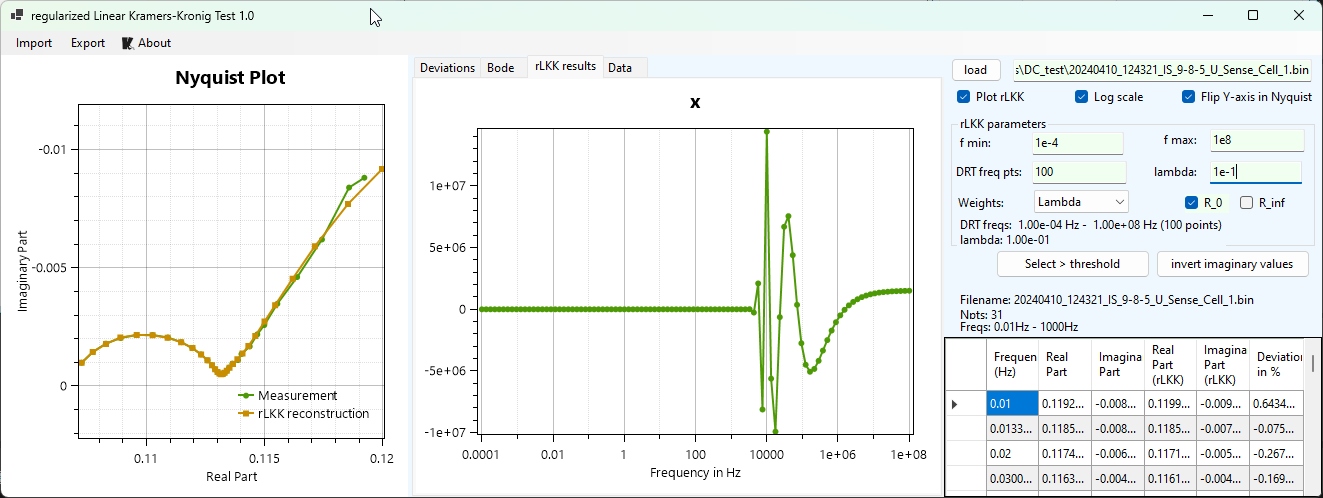 regularized Linear Kramers-Kronig Test 1.0
Import Export About
Nyquist Plot
Imaginary Part
-0.01
-0.005
0
0.11 0.115 0.12
Real Part
Measurement
rLKK reconstruction
Deviations Bode rLKK results Data
x
1e+07
5e+06
0
-5e+06
-1e+07
0.0001 0.01 1 100 10000 1e+06 1e+08
Frequency in Hz
load s\DC_test\20240410_124321_IS_9-8-5_U_Sense_Cell_1.bin
Plot rLKK Log scale Flip Y-axis in Nyquist
rLKK parameters
f min: 1e-4 f max: 1e8
DRT freq pts: 100 lambda: 1e-1
Weights: Lambda R_0 R_inf
DRT freqs: 1.00e-04 Hz - 1.00e+08 Hz (100 points)
lambda: 1.00e-01
Select > threshold invert imaginary values
Filename: 20240410_124321_IS_9-8-5_U_Sense_Cell_1.bin
Nots: 31
Freqs: 0.01Hz - 1000Hz
Frequen Real Imagina Real Imagina Deviation
(Hz) Part Part Part Part in %
(rLKK) (rLKK)
0.01 0.1192... -0.008... 0.1199... -0.009... 0.6434...
0.0133... 0.1185... -0.008... 0.1185... -0.007... -0.075...
0.02 0.1174... -0.006... 0.1171... -0.005... -0.267...
0.0300... 0.1163... -0.004... 0.1161... -0.004... -0.169...